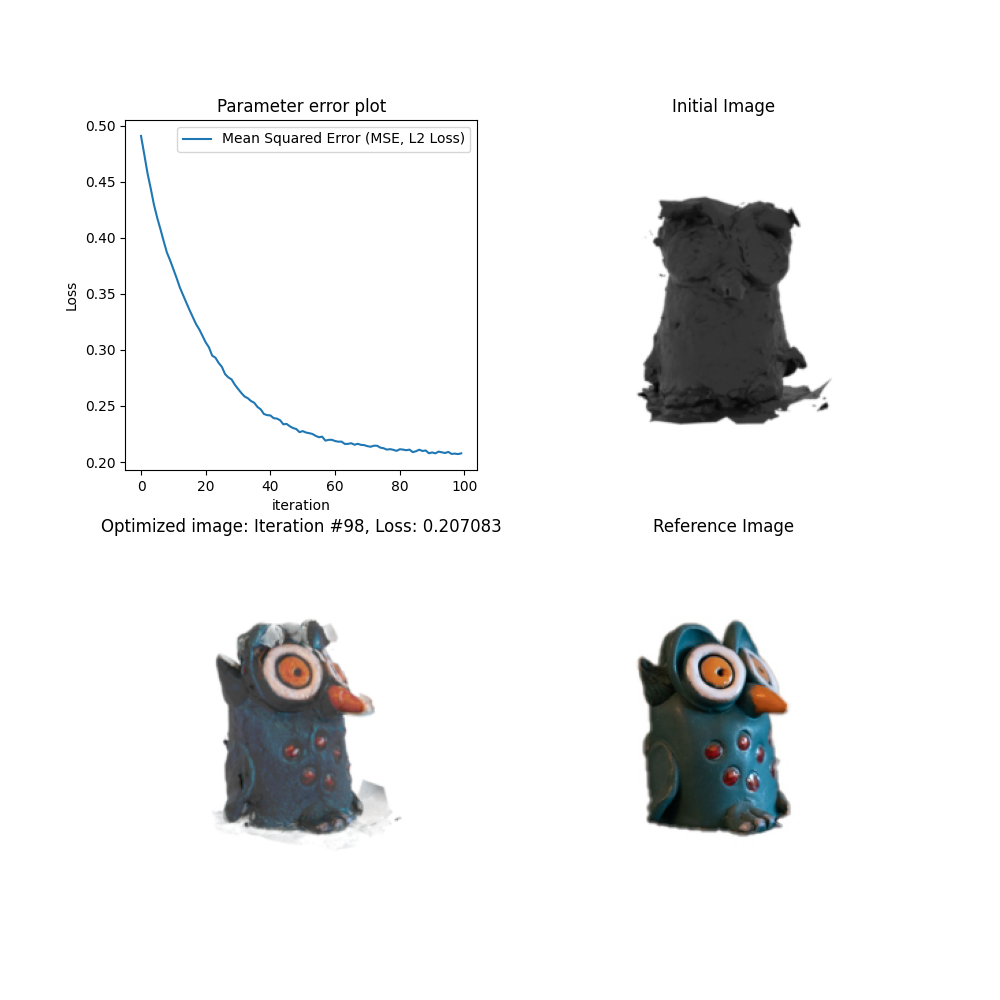 Parameter error plot
Initial Image
0.50
0.45
0.40
0.35
0.30
0.25
0.20
Loss
Mean Squared Error (MSE, L2 Loss)
0 20 40 60 80 100
iteration
Optimized image: Iteration #98, Loss: 0.207083
Reference Image